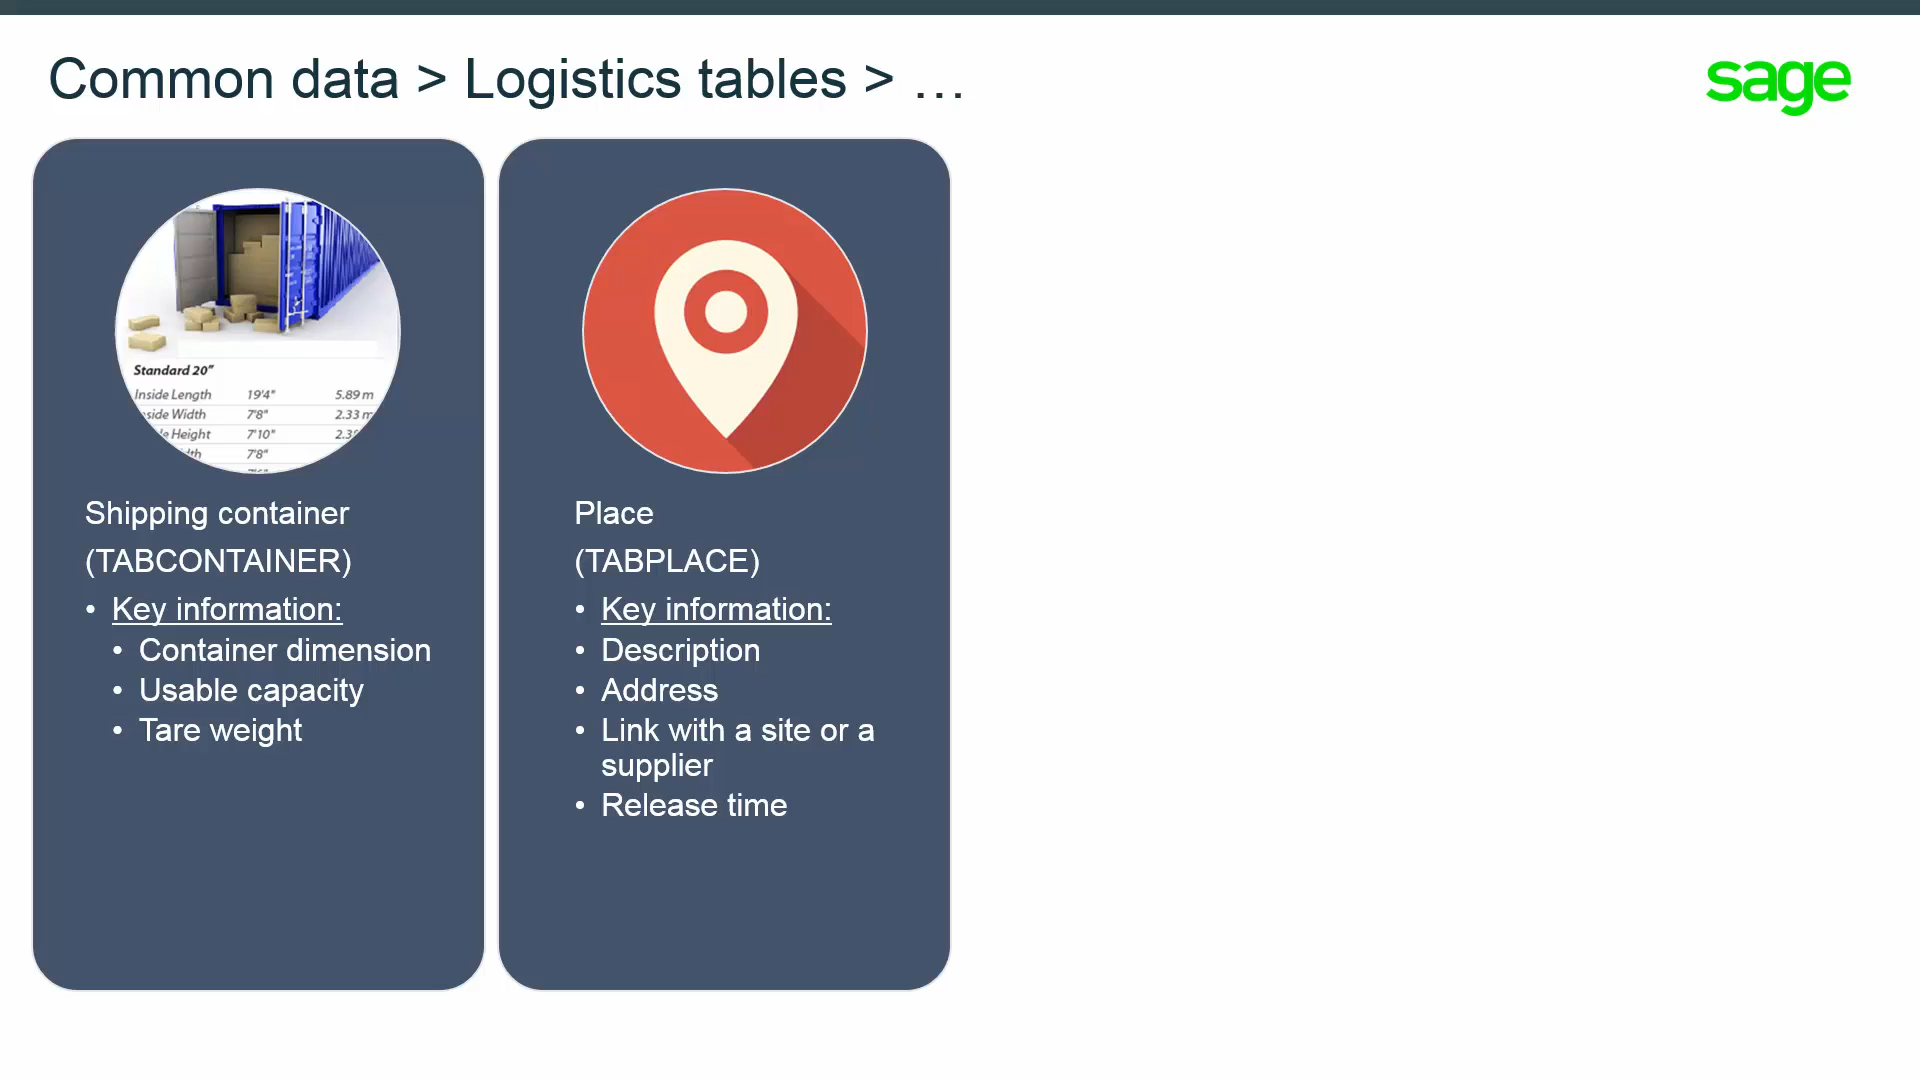 Common data > Logistics tables > …
sage
Standard 20”
Inside Length 19'4" 5.89 m
side Width 7'8" 2.33 m
Height 7'10"
7'8"
Shipping container
(TABCONTAINER)
• Key information:
• Container dimension
• Usable capacity
• Tare weight
Place
(TABPLACE)
• Key information:
• Description
• Address
• Link with a site or a
supplier
• Release time